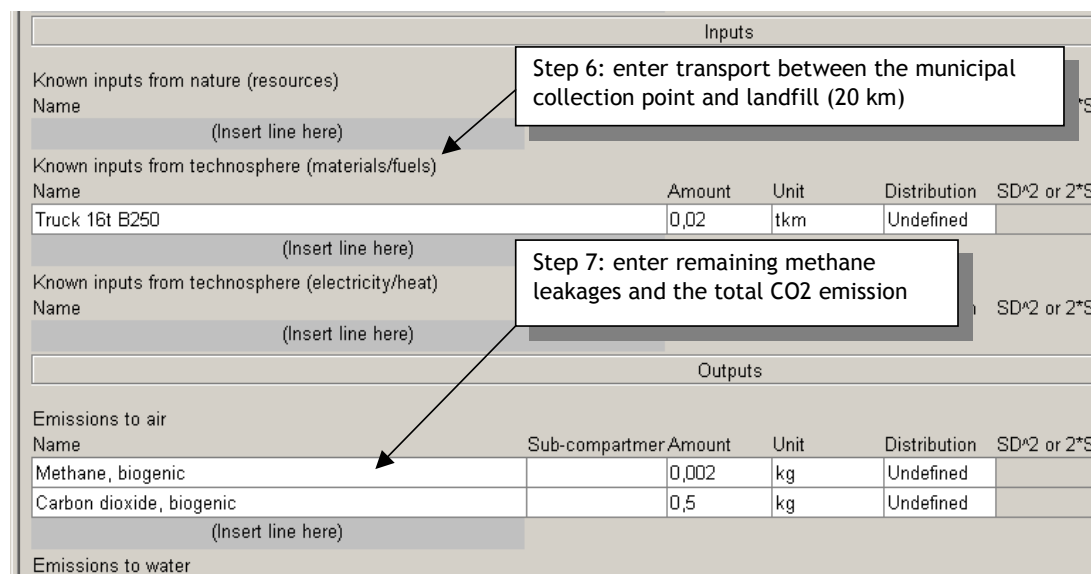 Inputs
Known inputs from nature (resources)
Name
(Insert line here)
Step 6: enter transport between the municipal
collection point and landfill (20 km)
Known inputs from technosphere (materials/fuels)
Name Amount Unit Distribution SD^2 or 2*S
Truck 16t B250 0,02 tkm Undefined
(Insert line here)
Step 7: enter remaining methane
leakages and the total CO2 emission
Known inputs from technosphere (electricity/heat)
Name SD^2 or 2*S
(Insert line here)
Outputs
Emissions to air
Name Sub-compartmer Amount Unit Distribution SD^2 or 2*S
Methane, biogenic 0,002 kg Undefined
Carbon dioxide, biogenic 0,5 kg Undefined
(Insert line here)
Emissions to water